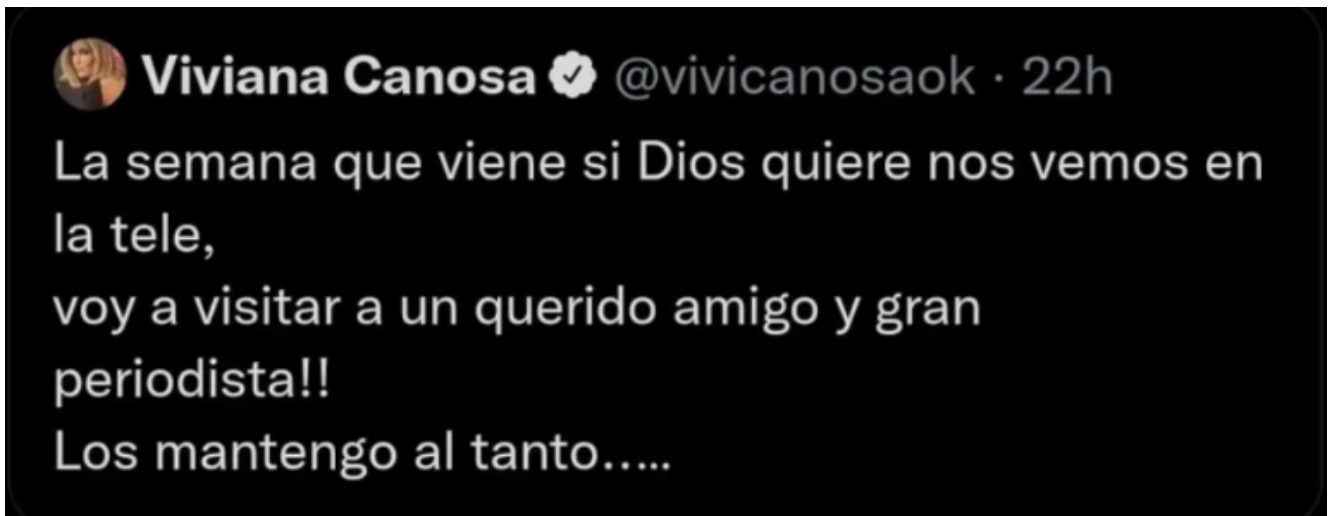 Viviana Canosa @vivicanosaok · 22h
La semana que viene si Dios quiere nos vemos en
la tele,
voy a visitar a un querido amigo y gran
periodista!!
Los mantengo al tanto.....